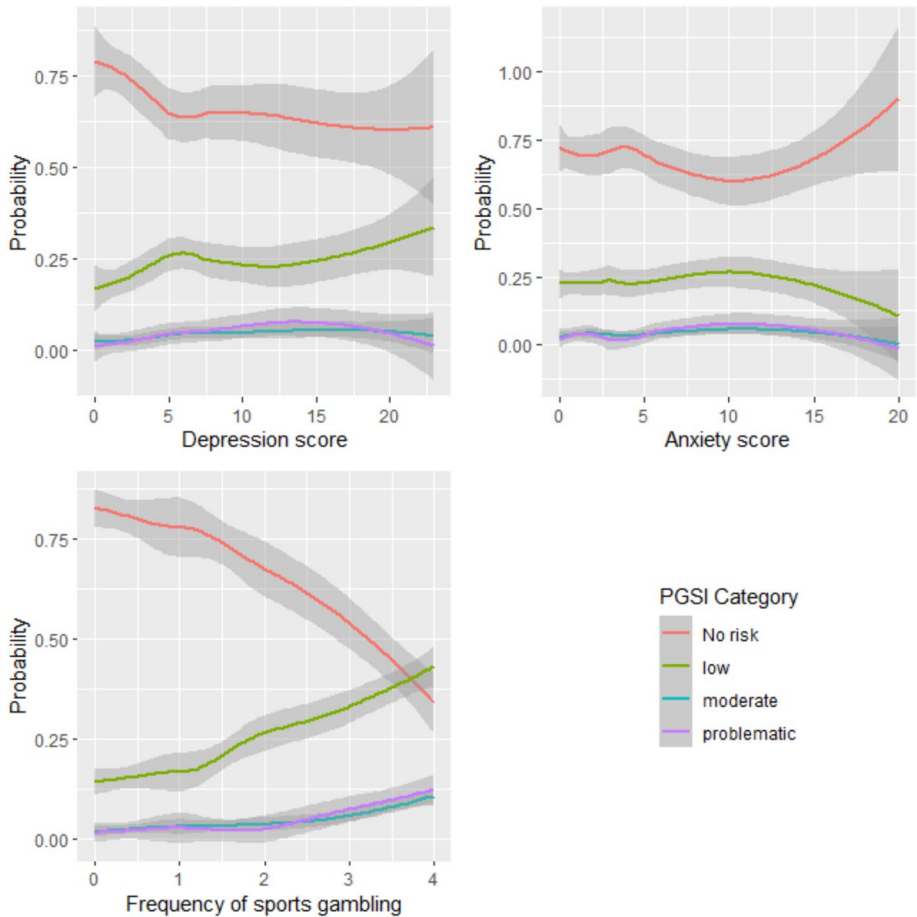 Probability
0.75
0.50
0.25
0.00
0 5 10 15 20
Depression score
Probability
1.00
0.75
0.50
0.25
0.00
0 5 10 15 20
Anxiety score
Probability
0.75
0.50
0.25
0.00
0 1 2 3 4
Frequency of sports gambling
PGSI Category
No risk
low
moderate
problematic